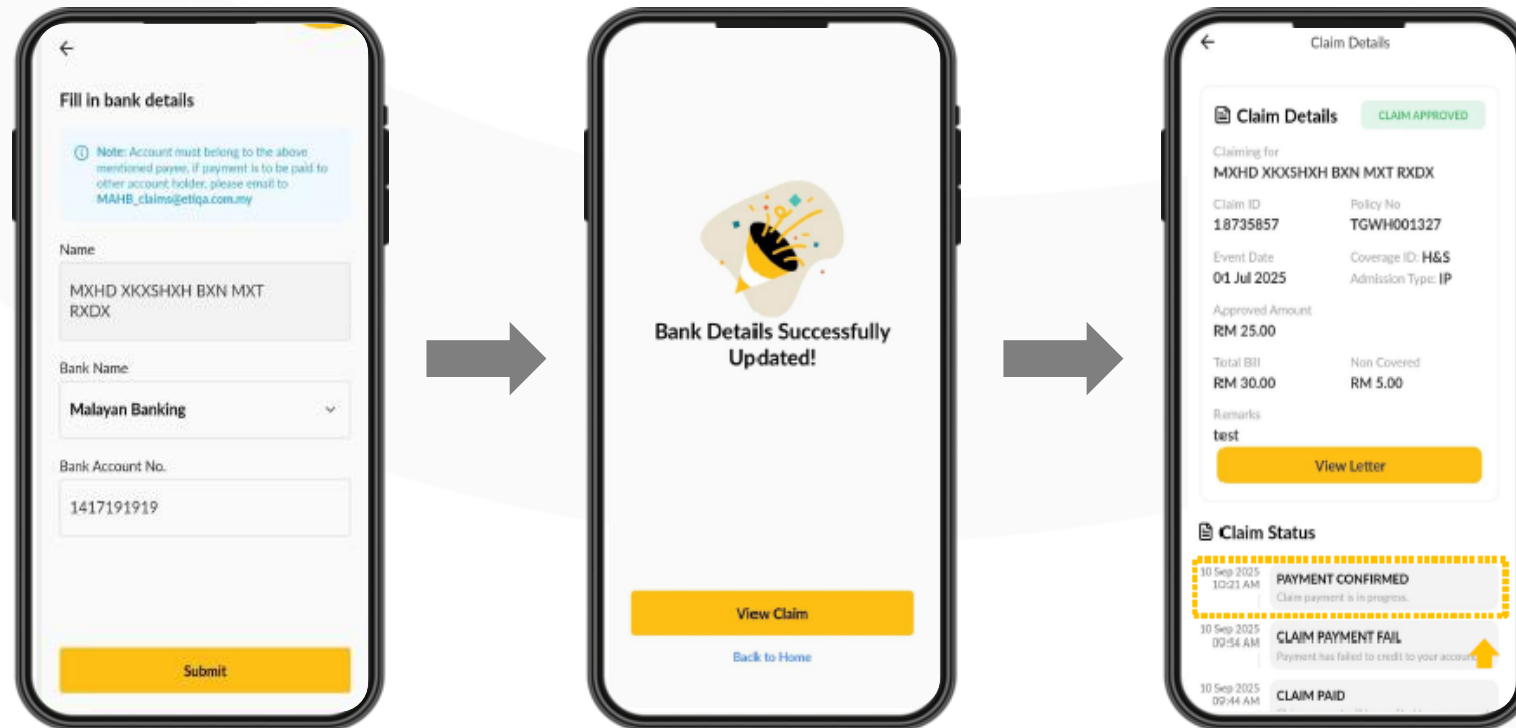 Fill in bank details
Note: Account must belong to the above
mentioned payee, if payment is to be paid to
other account holder, please email to
MAHB_claims@etiqa.com.my
Name
MXHD XKXSHXH BXN MXT
RXDX
Bank Name
Malayan Banking
Bank Account No.
1417191919
Submit
Bank Details Successfully
Updated!
View Claim
Back to Home
Claim Details
Claim Details
CLAIM APPROVED
Claiming for
MXHD XKXSHXH BXN MXT RXDX
Claim ID
18735857
Policy No
TGWH001327
Event Date
01 Jul 2025
Coverage ID: H&S
Admission Type: IP
Approved Amount
RM 25.00
Total Bill
RM 30.00
Non Covered
RM 5.00
Remarks
test
View Letter
Claim Status
10 Sep 2025
10:21 AM
PAYMENT CONFIRMED
Claim payment is in progress.
10 Sep 2025
09:54 AM
CLAIM PAYMENT FAIL
Payment has failed to credit to your account
10 Sep 2025
09:44 AM
CLAIM PAID